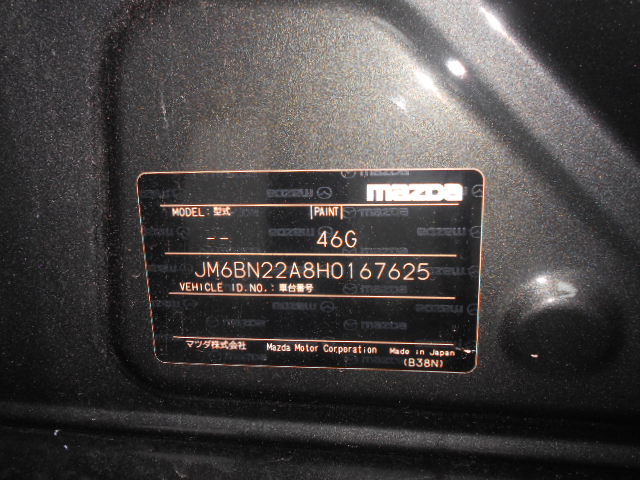 mazda
MODEL:型式 PAINT
-- 46G
JM6BN22A8H0167625
VEHICLE ID.NO.:車台番号
マツダ株式会社 Mazda Motor Corporation Made in Japan
(B38N)